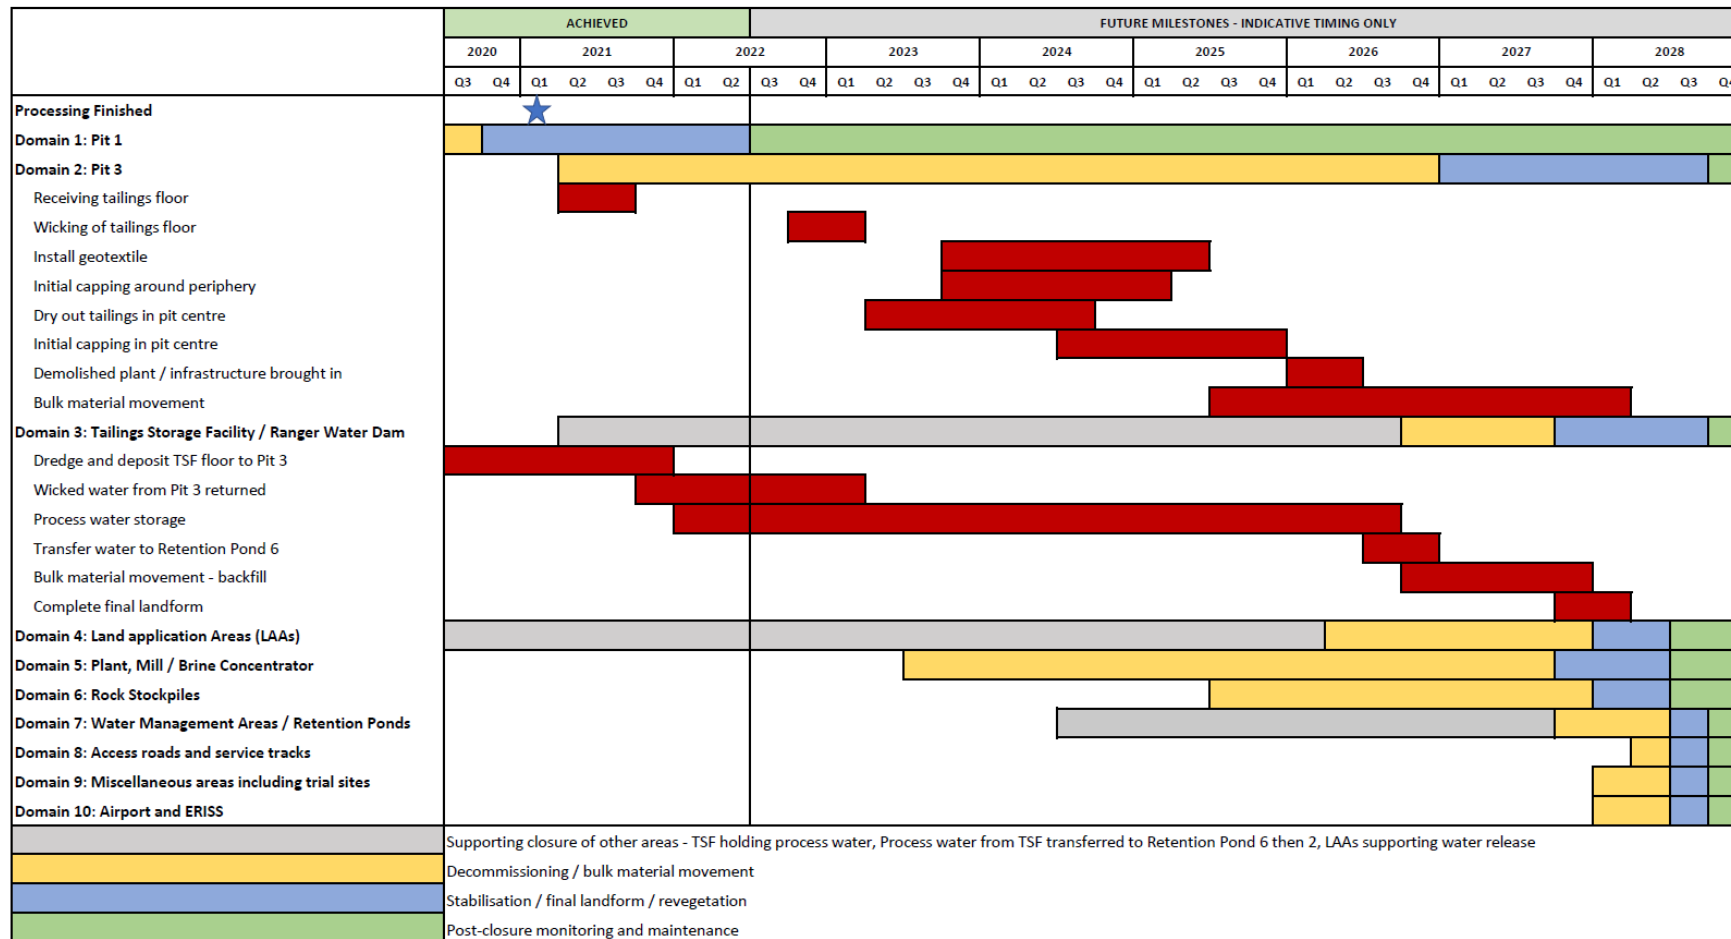 ACHIEVED FUTURE MILESTONES - INDICATIVE TIMING ONLY
2020 2021 2022 2023 2024 2025 2026 2027 2028
Q3 Q4 Q1 Q2 Q3 Q4 Q1 Q2 Q3 Q4 Q1 Q2 Q3 Q4 Q1 Q2 Q3 Q4 Q1 Q2 Q3 Q4 Q1 Q2 Q3 Q4 Q1 Q2 Q3 Q4 Q1 Q2 Q3 Q4
Processing Finished
Domain 1: Pit 1
Domain 2: Pit 3
Receiving tailings floor
Wicking of tailings floor
Install geotextile
Initial capping around periphery
Dry out tailings in pit centre
Initial capping in pit centre
Demolished plant / infrastructure brought in
Bulk material movement
Domain 3: Tailings Storage Facility / Ranger Water Dam
Dredge and deposit TSF floor to Pit 3
Wicked water from Pit 3 returned
Process water storage
Transfer water to Retention Pond 6
Bulk material movement - backfill
Complete final landform
Domain 4: Land application Areas (LAAs)
Domain 5: Plant, Mill / Brine Concentrator
Domain 6: Rock Stockpiles
Domain 7: Water Management Areas / Retention Ponds
Domain 8: Access roads and service tracks
Domain 9: Miscellaneous areas including trial sites
Domain 10: Airport and ERISS
Supporting closure of other areas - TSF holding process water, Process water from TSF transferred to Retention Pond 6 then 2, LAAs supporting water release
Decommissioning / bulk material movement
Stabilisation / final landform / revegetation
Post-closure monitoring and maintenance